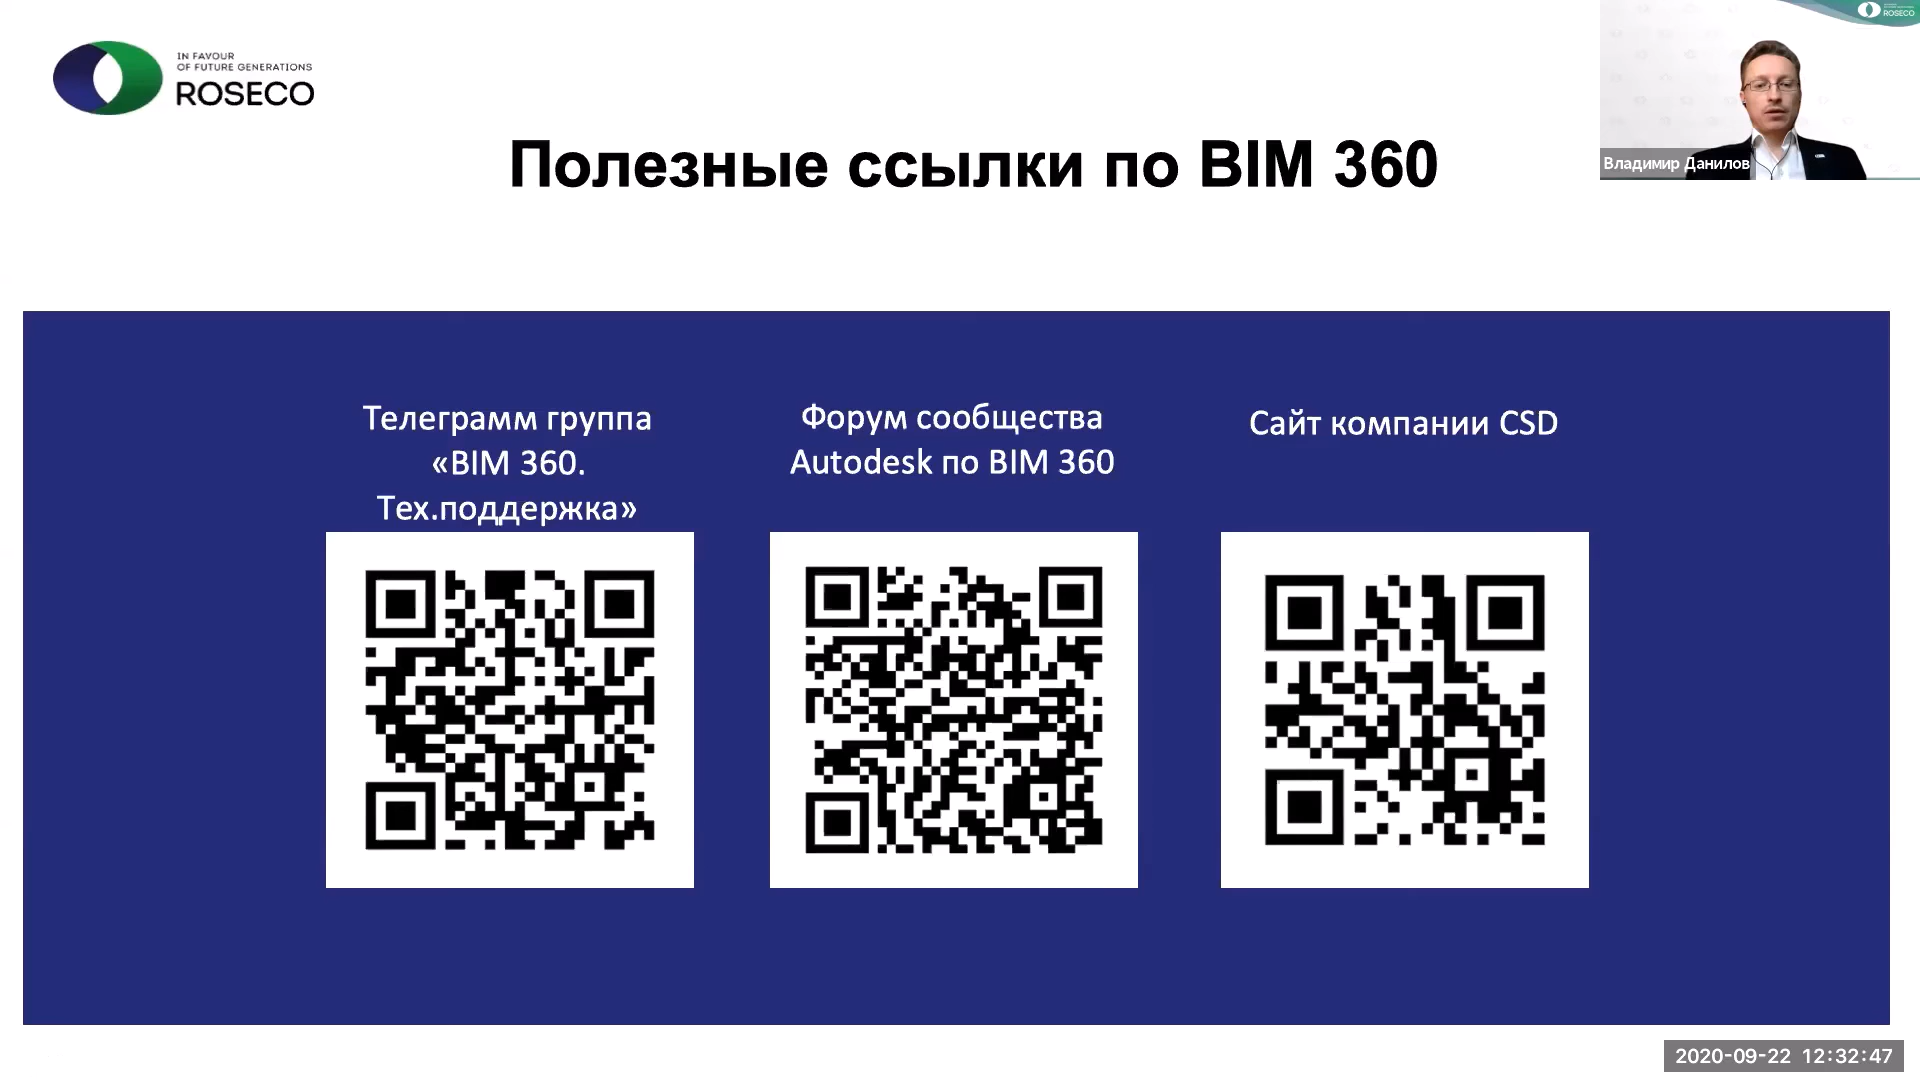 IN FAVOUR
OF FUTURE GENERATIONS
ROSECO
ROSECO
Владимир Данилов
Полезные ссылки по BIM 360
Телеграмм группа
«BIM 360.
Тех.поддержка»
Форум сообщества
Autodesk по BIM 360
Сайт компании CSD
2020-09-22 12:32:47